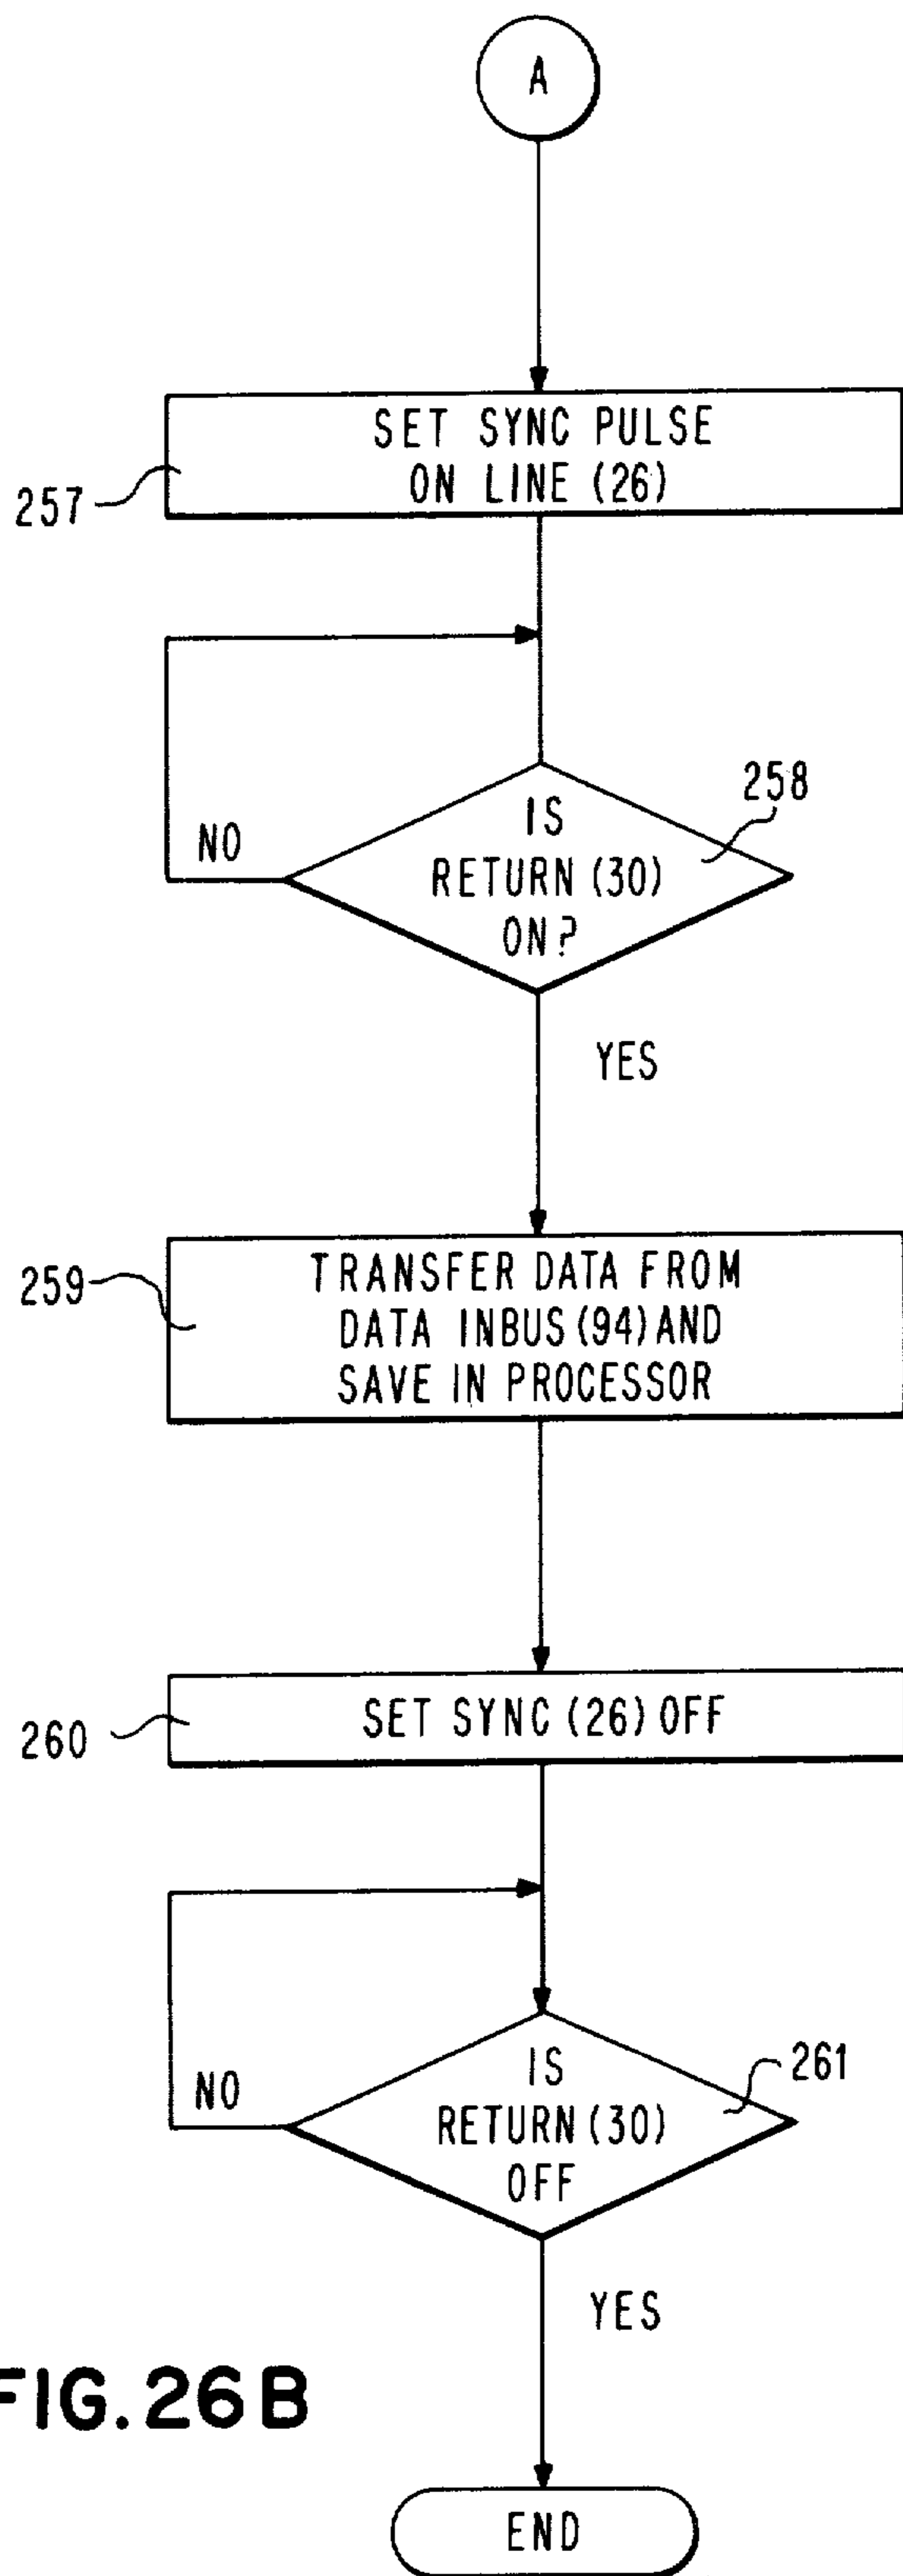 A
SET SYNC PULSE
ON LINE (26)
257
258
IS
RETURN (30)
ON?
NO
YES
259
TRANSFER DATA FROM
DATA INBUS (94) AND
SAVE IN PROCESSOR
SET SYNC (26) OFF
260
261
IS
RETURN (30)
OFF
NO
YES
FIG. 26B
END